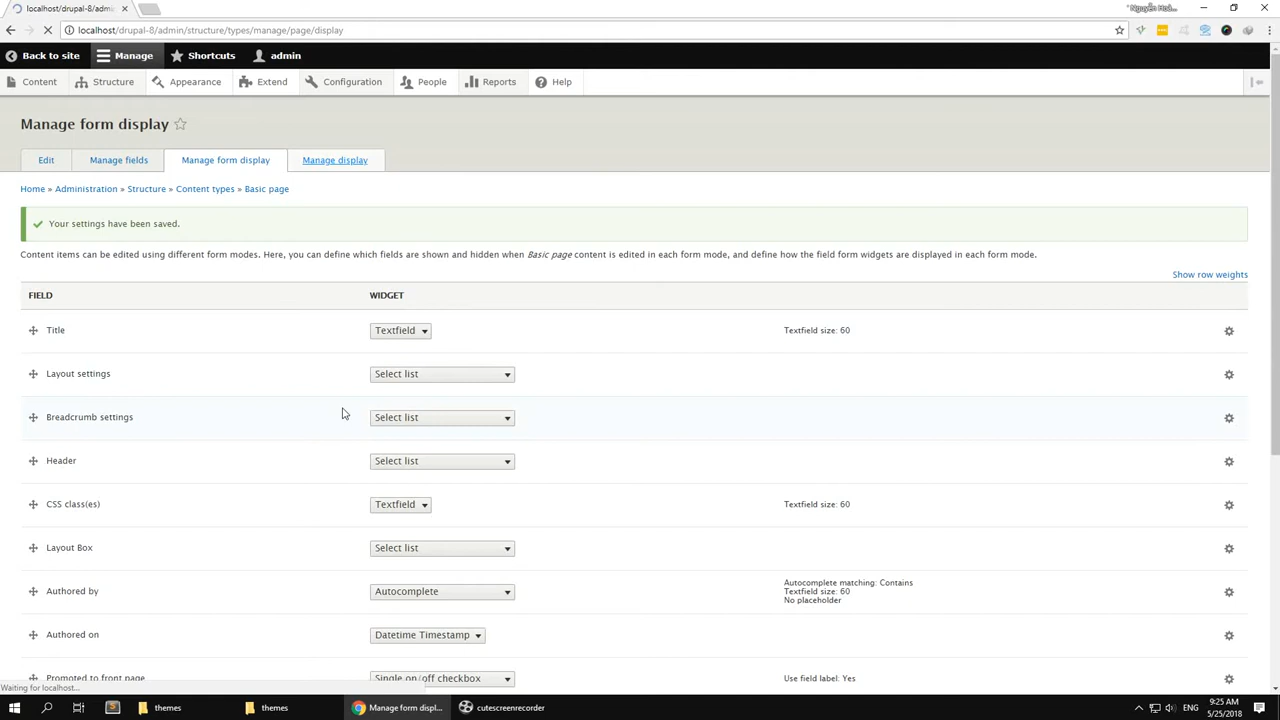 localhost/drupal-8/admi
localhost/drupal-8/admin/structure/types/manage/page/display
Back to site Manage Shortcuts admin
Content Structure Appearance Extend Configuration People Reports Help
Manage form display
Edit Manage fields Manage form display Manage display
Home » Administration » Structure » Content types » Basic page
Your settings have been saved.
Content items can be edited using different form modes. Here, you can define which fields are shown and hidden when Basic page content is edited in each form mode, and define how the field form widgets are displayed in each form mode.
Show row weights
FIELD WIDGET
Title Textfield Textfield size: 60
Layout settings Select list
Breadcrumb settings Select list
Header Select list
CSS class(es) Textfield Textfield size: 60
Layout Box Select list
Autocomplete matching: Contains
Authored by Autocomplete Textfield size: 60
No placeholder
Authored on Datetime Timestamp
Promoted to front page Single on/off checkbox Use field label: Yes
Waiting for localhost...
themes themes Manage form displ... cutescreenrecorder ENG 9:25 AM
5/25/2018